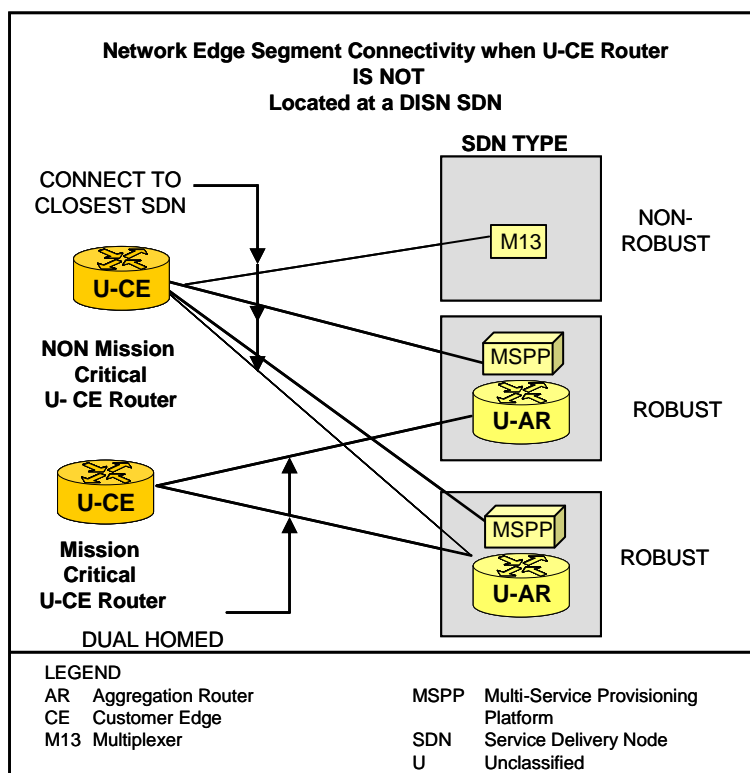 Network Edge Segment Connectivity when U-CE Router
IS NOT
Located at a DISN SDN
SDN TYPE
CONNECT TO
CLOSEST SDN
M13
NON-
ROBUST
U-CE
NON Mission
Critical
U- CE Router
MSPP
U-AR
ROBUST
U-CE
Mission
Critical
U-CE Router
MSPP
U-AR
ROBUST
DUAL HOMED
LEGEND
AR Aggregation Router
CE Customer Edge
M13 Multiplexer
MSPP Multi-Service Provisioning
Platform
SDN Service Delivery Node
U Unclassified